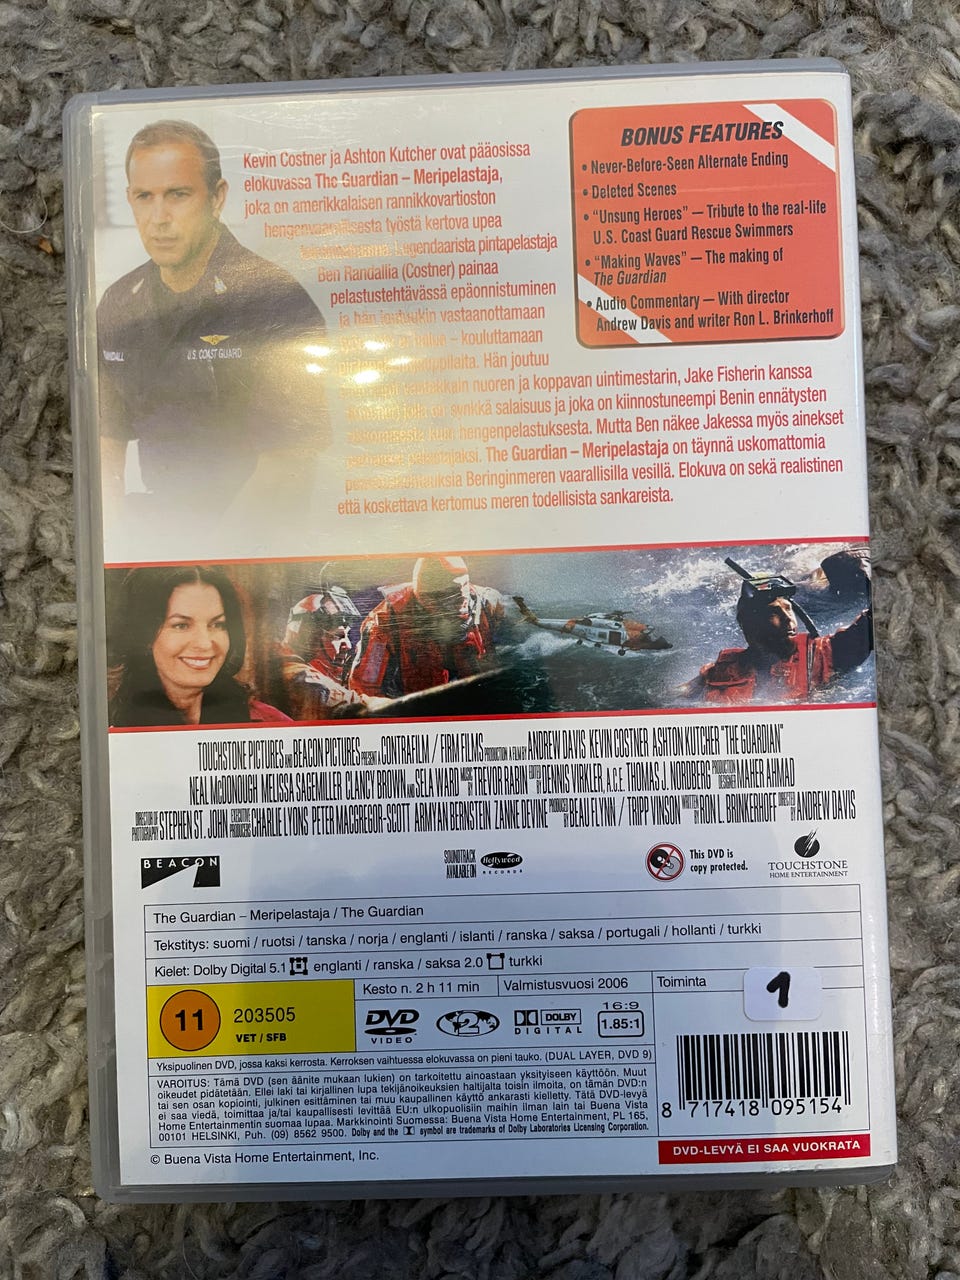 Kevin Costner ja Ashton Kutcher ovat pääosissa
elokuvassa The Guardian – Meripelastaja,
joka on amerikkalaisen rannikkovartioston
hengenvaarallisesta työstä kertova upea
Legendaarista pintapelastaja
Ben Randallia (Costner) painaa
pelastustehtävässä epäonnistuminen
ja hän joutuukin vastaanottamaan
halua – kouluttamaan
Hän joutuu
nuoren ja koppavan uintimestarin, Jake Fisherin kanssa
synkkä salaisuus ja joka on kiinnostuneempi Benin ennätysten
kuin hengenpelastuksesta. Mutta Ben näkee Jakessa myös ainekset
The Guardian – Meripelastaja on täynnä uskomattomia
Beringinmeren vaarallisilla vesillä. Elokuva on sekä realistinen
että koskettava kertomus meren todellisista sankareista.
BONUS FEATURES
• Never-Before-Seen Alternate Ending
• Deleted Scenes
• "Unsung Heroes" – Tribute to the real-life
U.S. Coast Guard Rescue Swimmers
• "Making Waves" – The making of
The Guardian
• Audio Commentary – With director
Andrew Davis and writer Ron L. Brinkerhoff
RANDALL
U.S. COAST GUARD
TOUCHSTONE PICTURES AND BEACON PICTURES PRESENT A CONTRAFILM / FIRM FILMS PRODUCTION A FILM BY ANDREW DAVIS KEVIN COSTNER ASHTON KUTCHER "THE GUARDIAN"
NEAL McDONOUGH MELISSA SAGEMILLER CLANCY BROWN AND SELA WARD MUSIC BY TREVOR RABIN EDITED BY DENNIS VIRKLER, A.C.E. THOMAS J. NORDBERG PRODUCTION DESIGNER MAHER AHMAD
DIRECTOR OF PHOTOGRAPHY STEPHEN ST. JOHN EXECUTIVE PRODUCERS CHARLIE LYONS PETER MACGREGOR-SCOTT ARMYAN BERNSTEIN ZANNE DEVINE PRODUCED BY BEAU FLYNN / TRIPP VINSON WRITTEN BY RON L. BRINKERHOFF DIRECTED BY ANDREW DAVIS
BEACON
SOUNDTRACK
AVAILABLE ON
Hollywood
RECORDS
This DVD is
copy protected.
TOUCHSTONE
HOME ENTERTAINMENT
The Guardian – Meripelastaja / The Guardian
Tekstitys: suomi / ruotsi / tanska / norja / englanti / islanti / ranska / saksa / portugali / hollanti / turkki
Kielet: Dolby Digital 5.1 englanti / ranska / saksa 2.0 turkki
11
203505
VET / SFB
Kesto n. 2 h 11 min
Valmistusvuosi 2006
Toiminta
1
DVD
VIDEO
2
DOLBY
DIGITAL
16:9
1.85:1
Yksipuolinen DVD, jossa kaksi kerrosta. Kerroksen vaihtuessa elokuvassa on pieni tauko. (DUAL LAYER, DVD 9)
VAROITUS: Tämä DVD (sen äänite mukaan lukien) on tarkoitettu ainoastaan yksityiseen käyttöön. Muut
oikeudet pidätetään. Ellei laki tai kirjallinen lupa tekijänoikeuksien haltijalta toisin ilmoita, on tämän DVD:n
tai sen osan kopiointi, julkinen esittäminen tai muu kaupallinen käyttö ankarasti kielletty. Tätä DVD-levyä
ei saa viedä, toimittaa ja/tai kaupallisesti levittää EU:n ulkopuolisiin maihin ilman lain tai Buena Vista
Home Entertainmentin suomaa lupaa. Markkinointi Suomessa: Buena Vista Home Entertainment, PL 165,
00101 HELSINKI, Puh. (09) 8562 9500. Dolby and the symbol are trademarks of Dolby Laboratories Licensing Corporation.
8 717418 095154
DVD-LEVYÄ EI SAA VUOKRATA
© Buena Vista Home Entertainment, Inc.